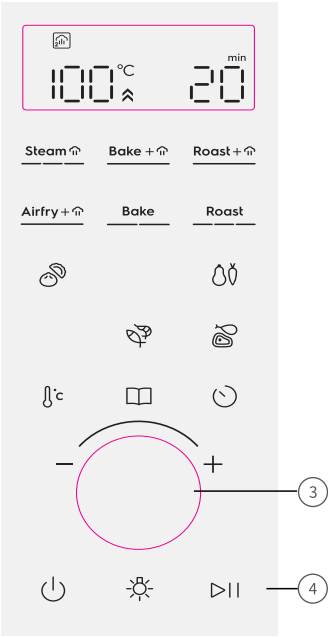 min
100°C 20
Steam Bake + Roast +
Airfry + Bake Roast
°C
− +
3
4